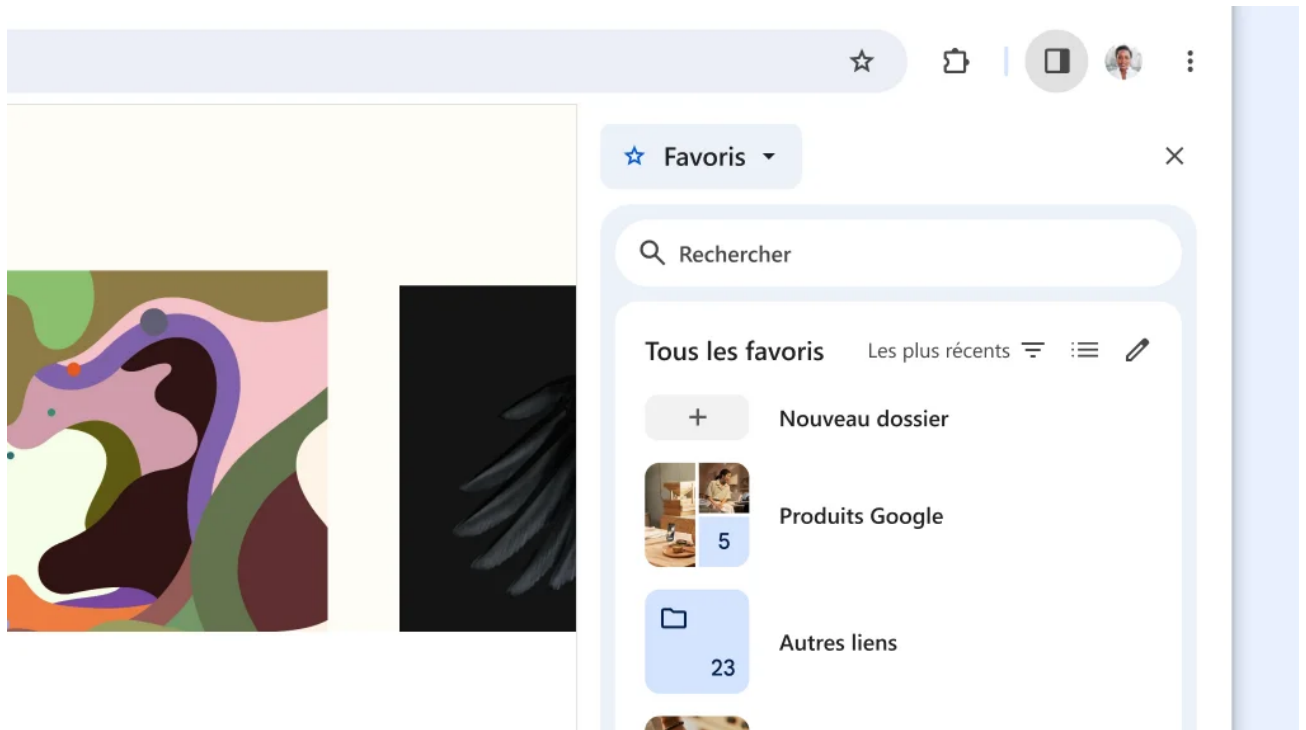 Favoris
Rechercher
Tous les favoris Les plus récents
Nouveau dossier
Produits Google
5
Autres liens
23